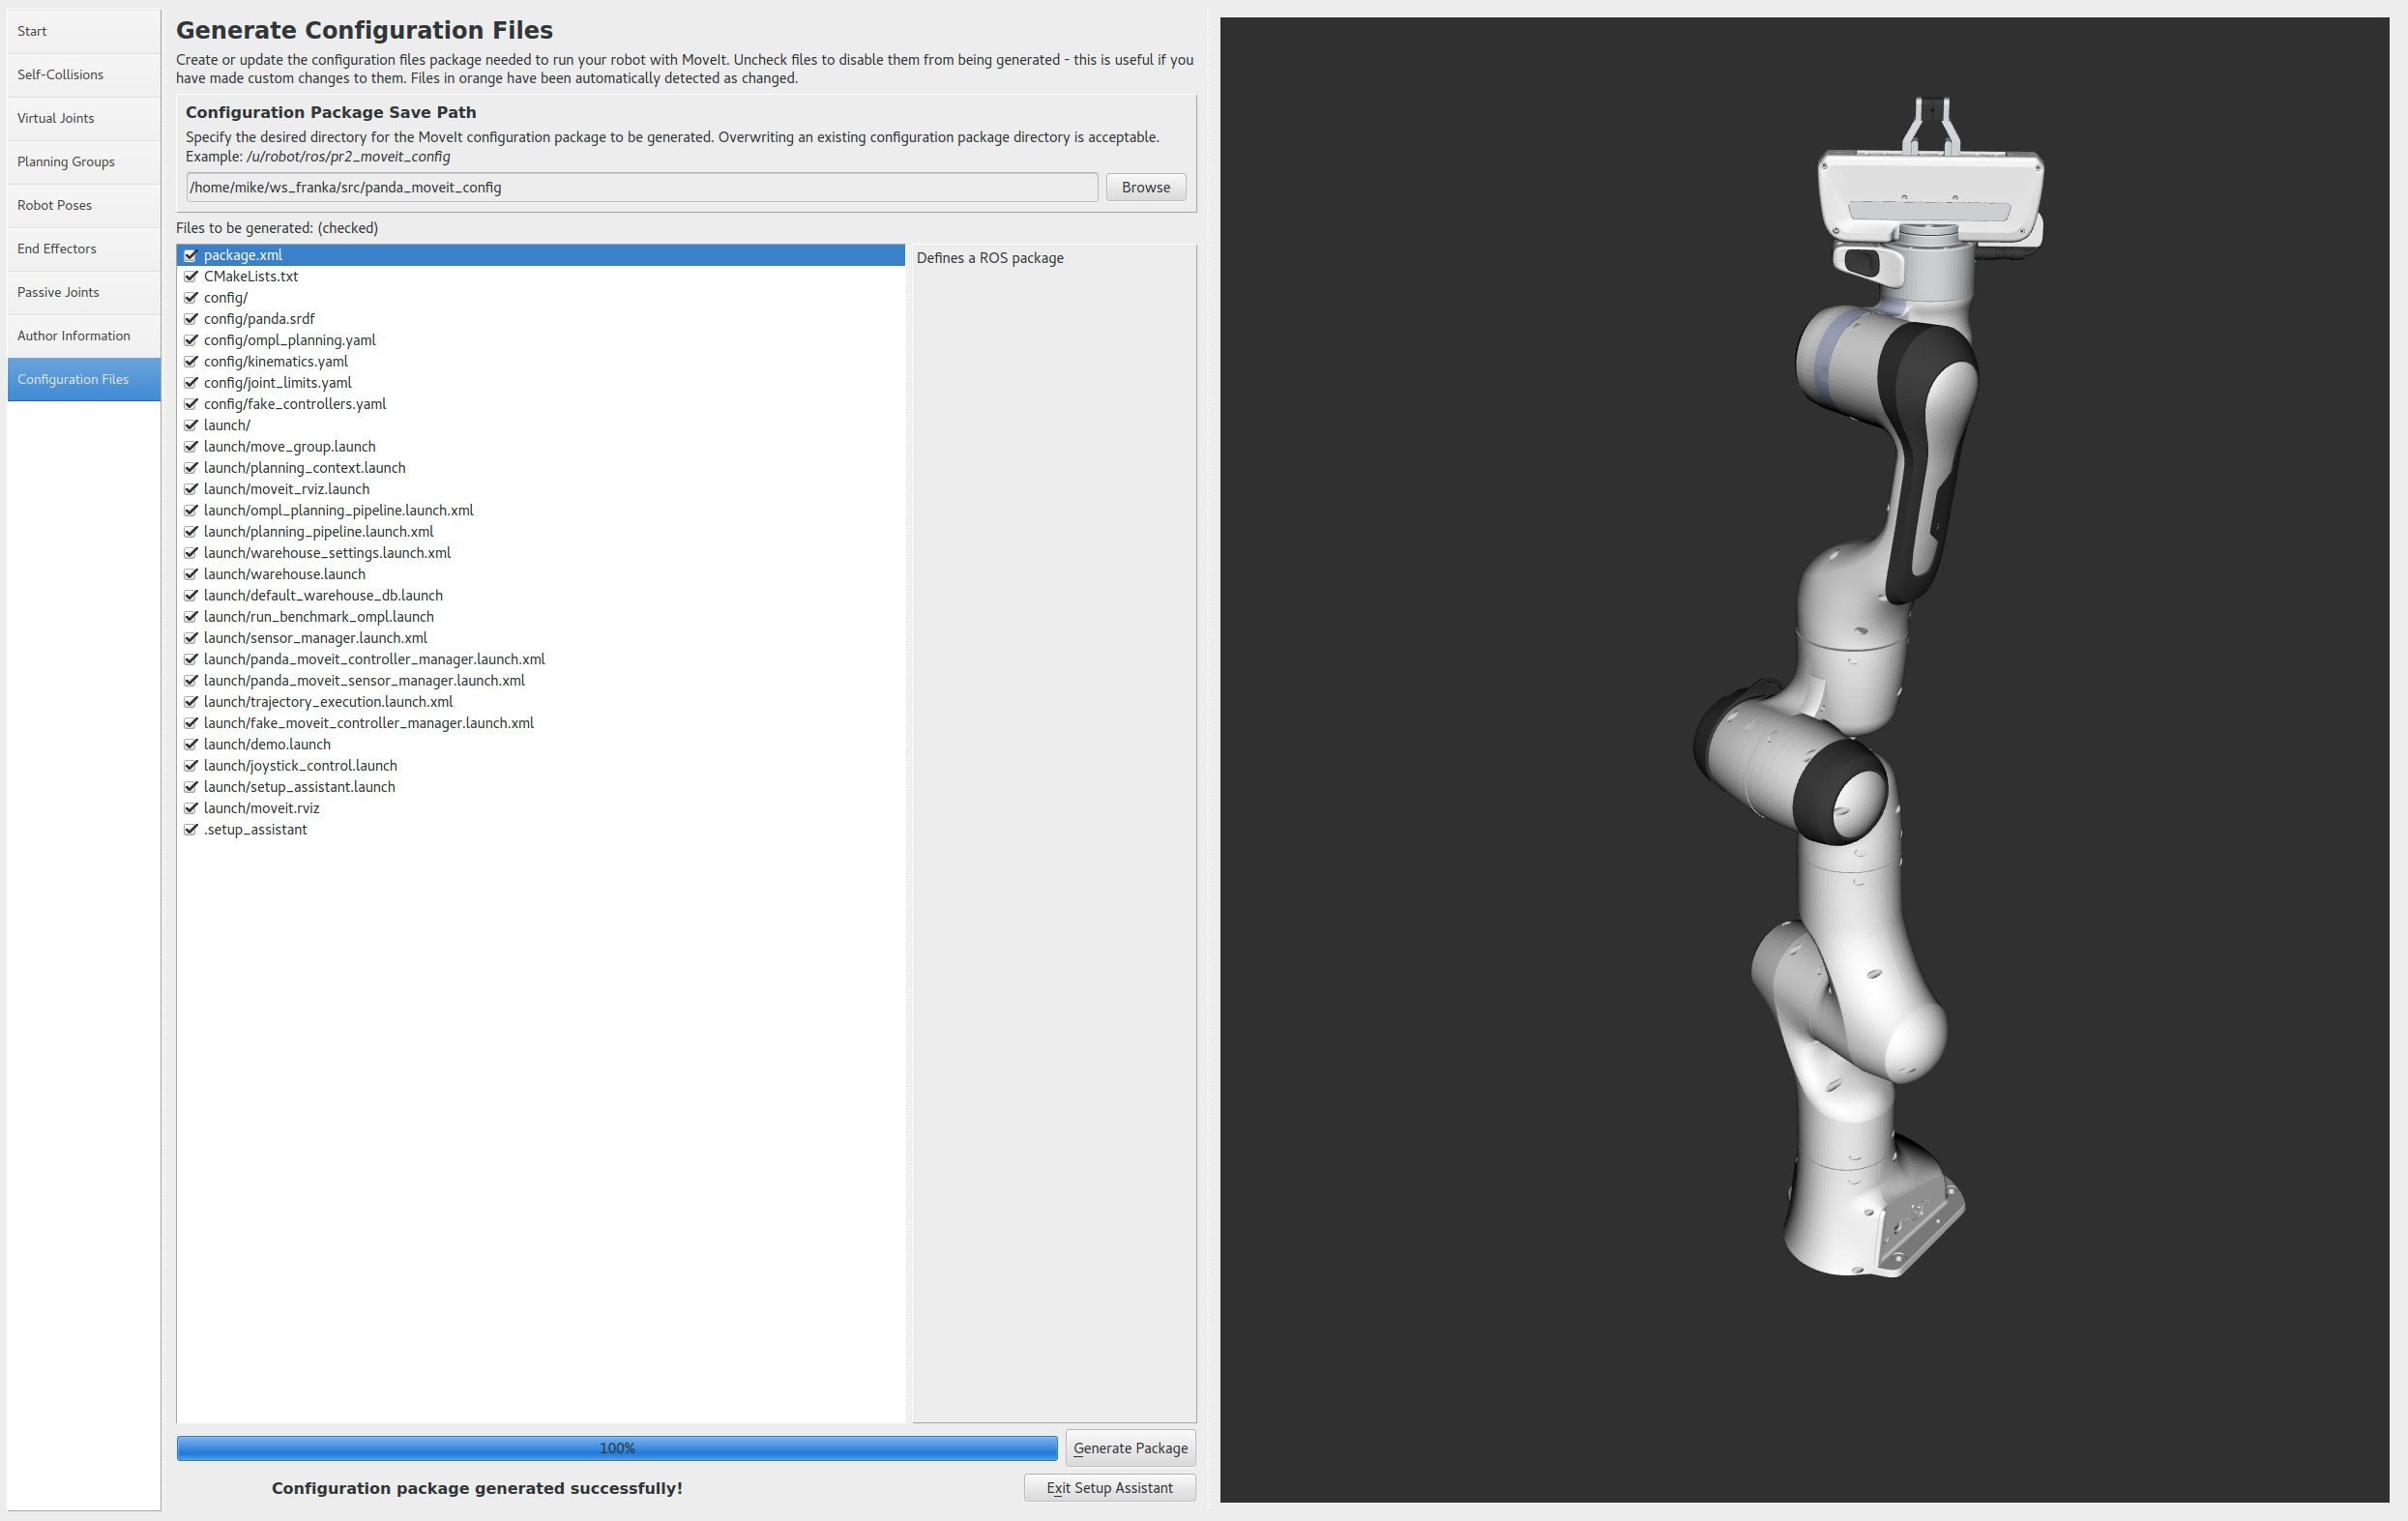 Start
Self-Collisions
Virtual Joints
Planning Groups
Robot Poses
End Effectors
Passive Joints
Author Information
Configuration Files
Generate Configuration Files
Create or update the configuration files package needed to run your robot with MoveIt. Uncheck files to disable them from being generated - this is useful if you
have made custom changes to them. Files in orange have been automatically detected as changed.
Configuration Package Save Path
Specify the desired directory for the MoveIt configuration package to be generated. Overwriting an existing configuration package directory is acceptable.
Example: /u/robot/ros/pr2_moveit_config
/home/mike/ws_franka/src/panda_moveit_config
Browse
Files to be generated: (checked)
package.xml
CMakeLists.txt
config/
config/panda.srdf
config/ompl_planning.yaml
config/kinematics.yaml
config/joint_limits.yaml
config/fake_controllers.yaml
launch/
launch/move_group.launch
launch/planning_context.launch
launch/moveit_rviz.launch
launch/ompl_planning_pipeline.launch.xml
launch/planning_pipeline.launch.xml
launch/warehouse_settings.launch.xml
launch/warehouse.launch
launch/default_warehouse_db.launch
launch/run_benchmark_ompl.launch
launch/sensor_manager.launch.xml
launch/panda_moveit_controller_manager.launch.xml
launch/panda_moveit_sensor_manager.launch.xml
launch/trajectory_execution.launch.xml
launch/fake_moveit_controller_manager.launch.xml
launch/demo.launch
launch/joystick_control.launch
launch/setup_assistant.launch
launch/moveit.rviz
.setup_assistant
Defines a ROS package
100%
Generate Package
Configuration package generated successfully!
Exit Setup Assistant